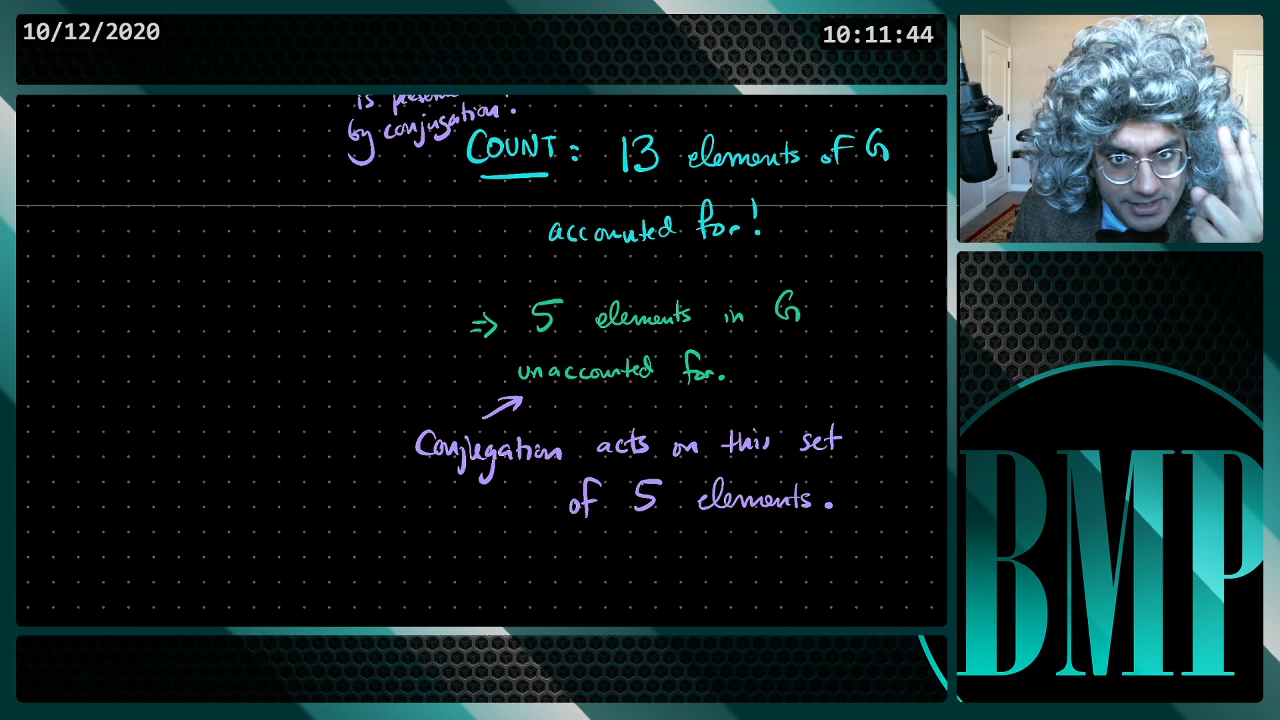 10/12/2020
10:11:44
is
by conjugation.
COUNT: 13 elements of G
accounted for!
⇒ 5 elements in G
unaccounted for.
Conjugation acts on this set
of 5 elements.
BMP